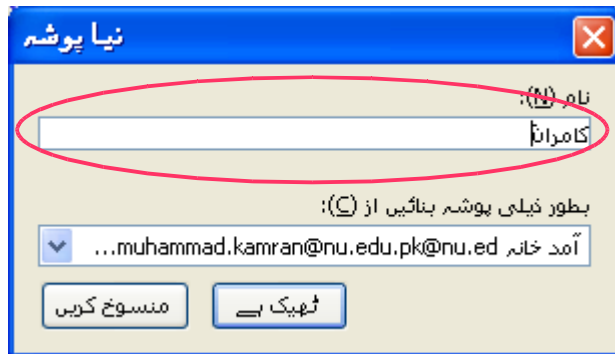 نیا پوشہ
نام (N):
کامران
بطور ذیلی پوشہ بنائیں از (C):
آمد خانہ muhammad.kamran@nu.edu.pk@nu.ed...
ٹھیک ہے
منسوخ کریں